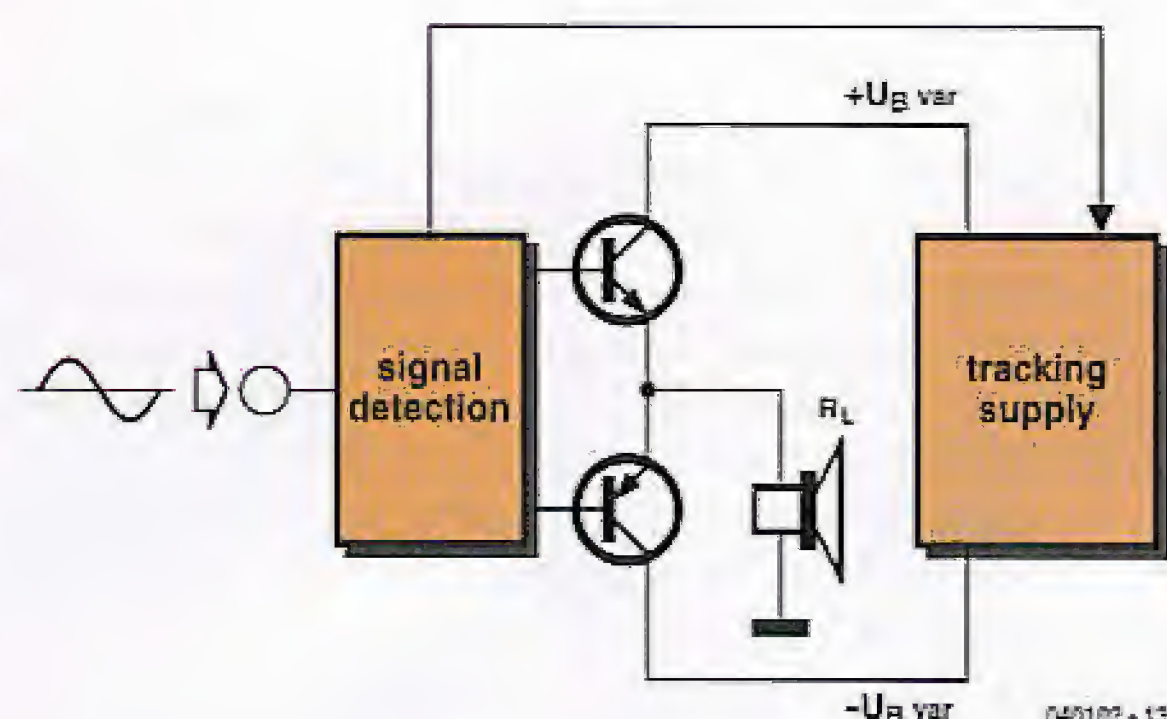 +UB var
signal
detection
tracking
supply
RL
-UB var